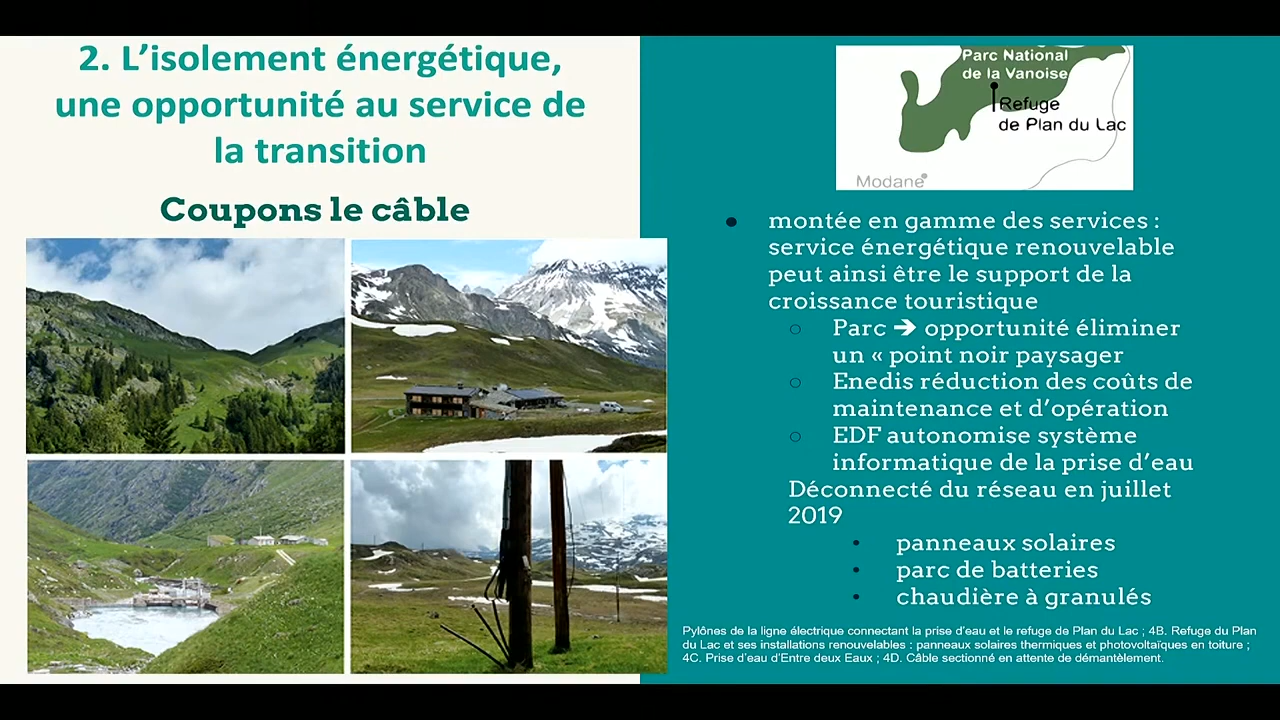 2. L’isolement énergétique,
une opportunité au service de
la transition
Coupons le câble
Parc National
de la Vanoise
Refuge
de Plan du Lac
Modane
● montée en gamme des services :
service énergétique renouvelable
peut ainsi être le support de la
croissance touristique
○ Parc ➔ opportunité éliminer
un « point noir paysager
○ Enedis réduction des coûts de
maintenance et d’opération
○ EDF autonomise système
informatique de la prise d’eau
Déconnecté du réseau en juillet
2019
• panneaux solaires
• parc de batteries
• chaudière à granulés
Pylônes de la ligne électrique connectant la prise d’eau et le refuge de Plan du Lac ; 4B. Refuge du Plan
du Lac et ses installations renouvelables : panneaux solaires thermiques et photovoltaïques en toiture ;
4C. Prise d’eau d’Entre deux Eaux ; 4D. Câble sectionné en attente de démantèlement.